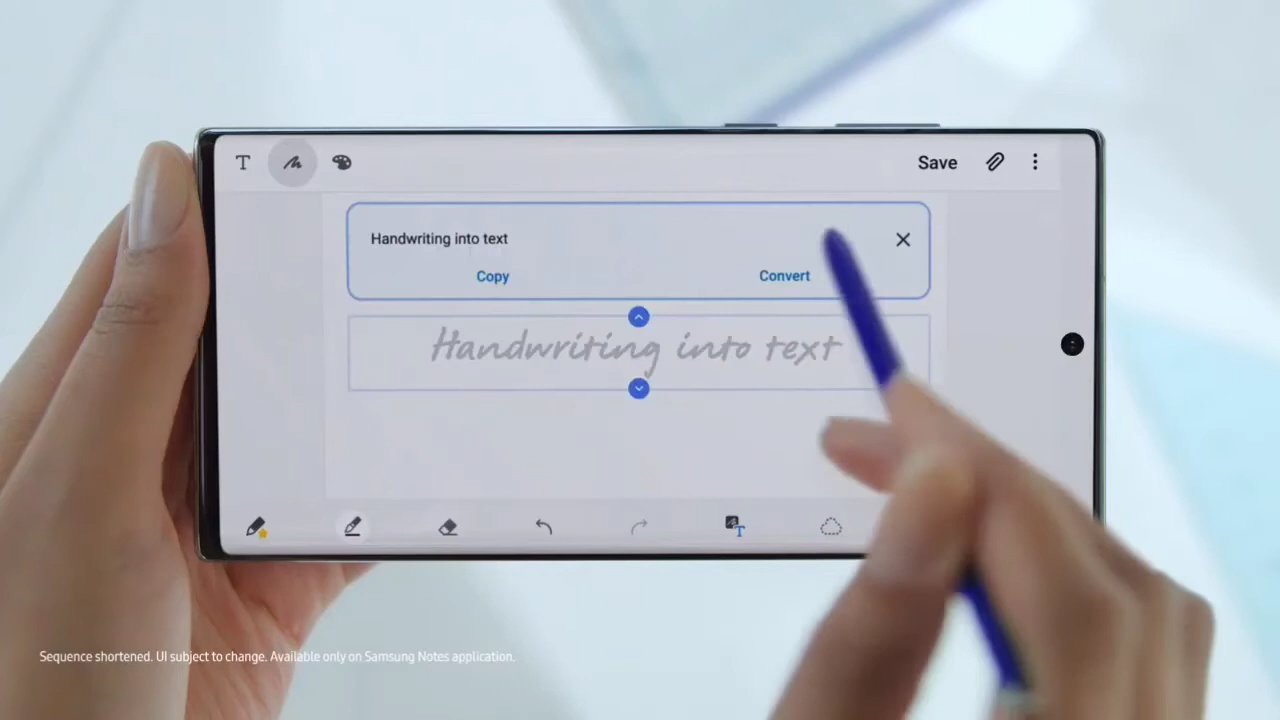 T
Save
Handwriting into text
Copy Convert
Handwriting into text
T
Sequence shortened. UI subject to change. Available only on Samsung Notes application.